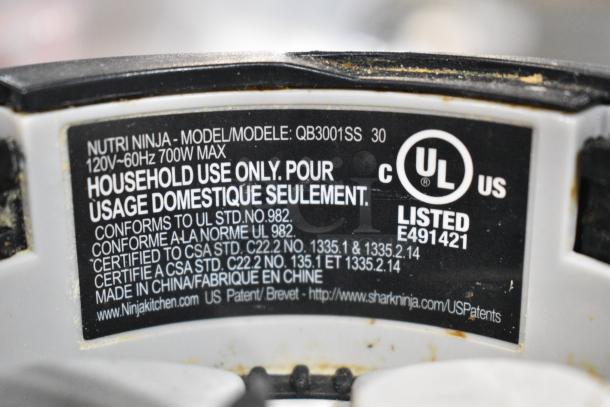 NUTRI NINJA - MODEL/MODELE: QB3001SS 30
120V~60Hz 700W MAX
HOUSEHOLD USE ONLY. POUR
ÙSAGE DOMESTIQUE SEULEMENT.
CONFORMS TO UL STD.NO.982.
CONFORME-A-LA NORME UL 982.
CERTIFIED TO CSA STD. C22.2 NO. 1335.1 & 1335.2.14
CERTIFIE A CSA STD. C22.2 NO. 135.1 ET 1335.2.14
MADE IN CHINA/FABRIQUE EN CHINE
www.Ninjakitchen.com US Patent/ Brevet - http://www.sharkninja.com/USPatents
C UL ® US
LISTED
E491421